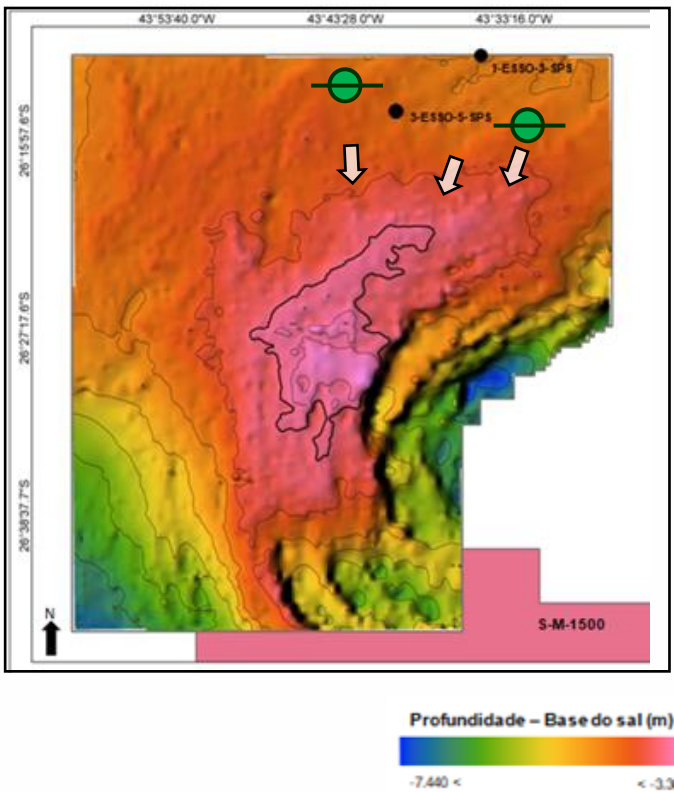 43°53'40.0"W 43°43'28.0"W 43°33'16.0"W
1-ESSO-3-SPS
3-ESSO-5-SPS
26°15'57.6"S
26°27'17.6"S
26°38'37.7"S
N
S-M-1500
Profundidade – Base do sal (m)
-7.440 < < -3.3